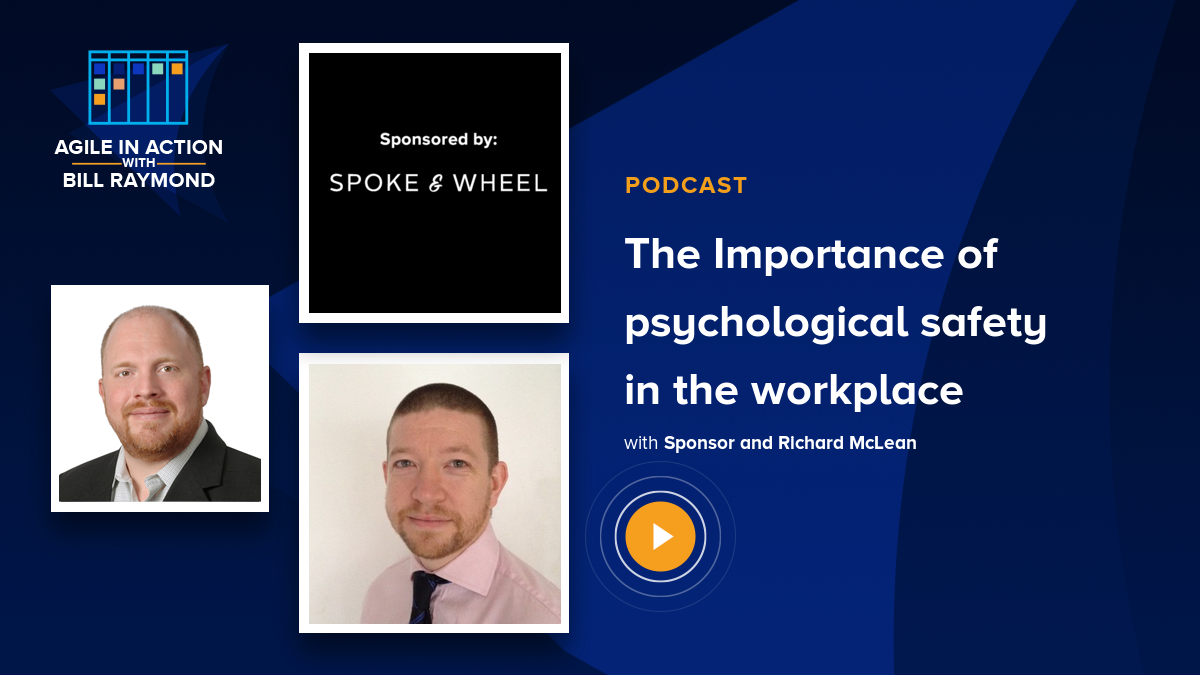 AGILE IN ACTION
WITH
BILL RAYMOND
Sponsored by:
SPOKE & WHEEL
PODCAST
The Importance of
psychological safety
in the workplace
with Sponsor and Richard McLean